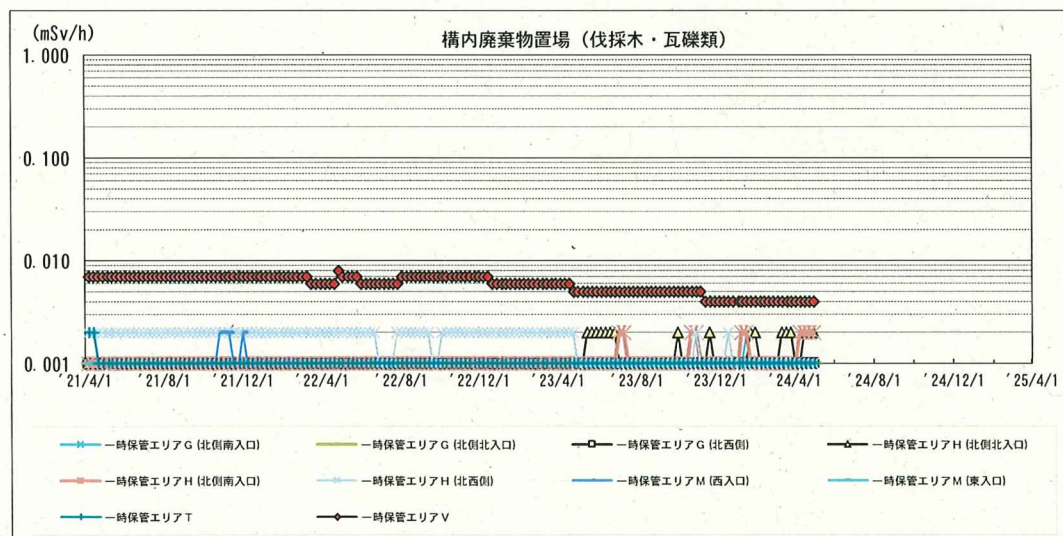 (mSv/h)
構内廃棄物置場（伐採木・瓦礫類）
1.000
0.100
0.010
0.001
'21/4/1 '21/8/1 '21/12/1 '22/4/1 '22/8/1 '22/12/1 '23/4/1 '23/8/1 '23/12/1 '24/4/1 '24/8/1 '24/12/1 '25/4/1
一時保管エリアG (北側南入口) 一時保管エリアG (北側北入口) 一時保管エリアG (北西側) 一時保管エリアH (北側北入口)
一時保管エリアH (北側南入口) 一時保管エリアH (北西側) 一時保管エリアM (西入口) 一時保管エリアM (東入口)
一時保管エリアT 一時保管エリアV